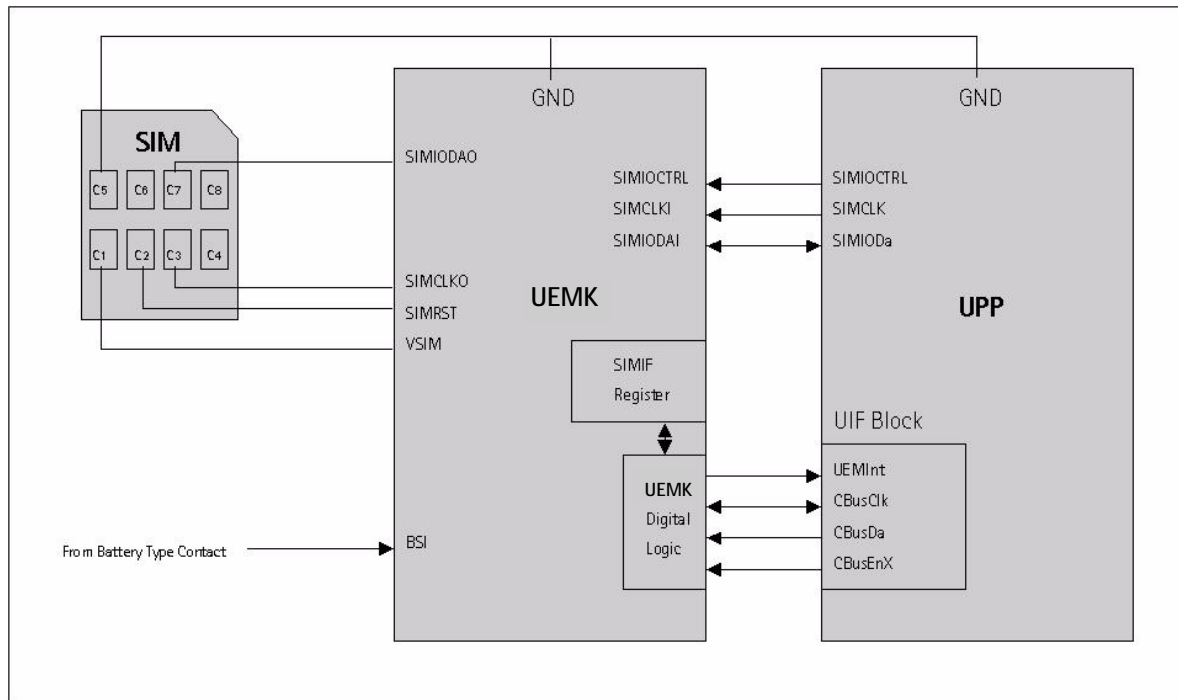 GND
GND
SIM
SIMIODAO
C5
C6
C7
C8
SIMIOCTRL
SIMIOCTRL
SIMCLKI
SIMCLK
SIMIODAI
SIMIODa
C1
C2
C3
C4
SIMCLKO
SIMRST
VSIM
UEMK
UPP
SIMIF
Register
UIF Block
UEMK
Digital
Logic
UEMInt
CBusClk
CBusDa
CBusEnX
From Battery Type Contact
BSI